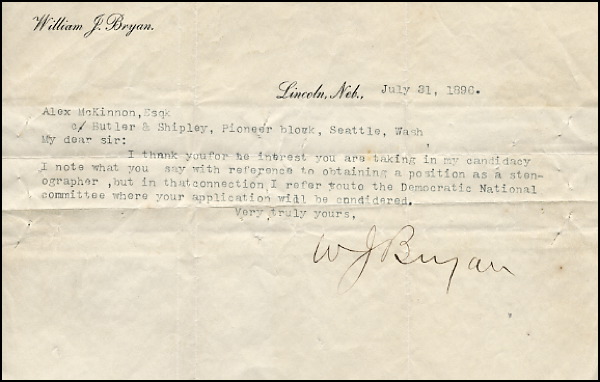 William J. Bryan.
Lincoln, Neb., July 31, 1896.
Alex McKinnon,Esqk
c/ Butler & Shipley, Pioneer block, Seattle, Wash
My dear sir:
I thank youfor he interest you are taking in my candidacy
I note what you say with reference to obtaining a position as a sten-
ographer ,but in thatconnection I refer youto the Democratic National
committee where your application will be condidered.
Very truly yours,
W J Bryan